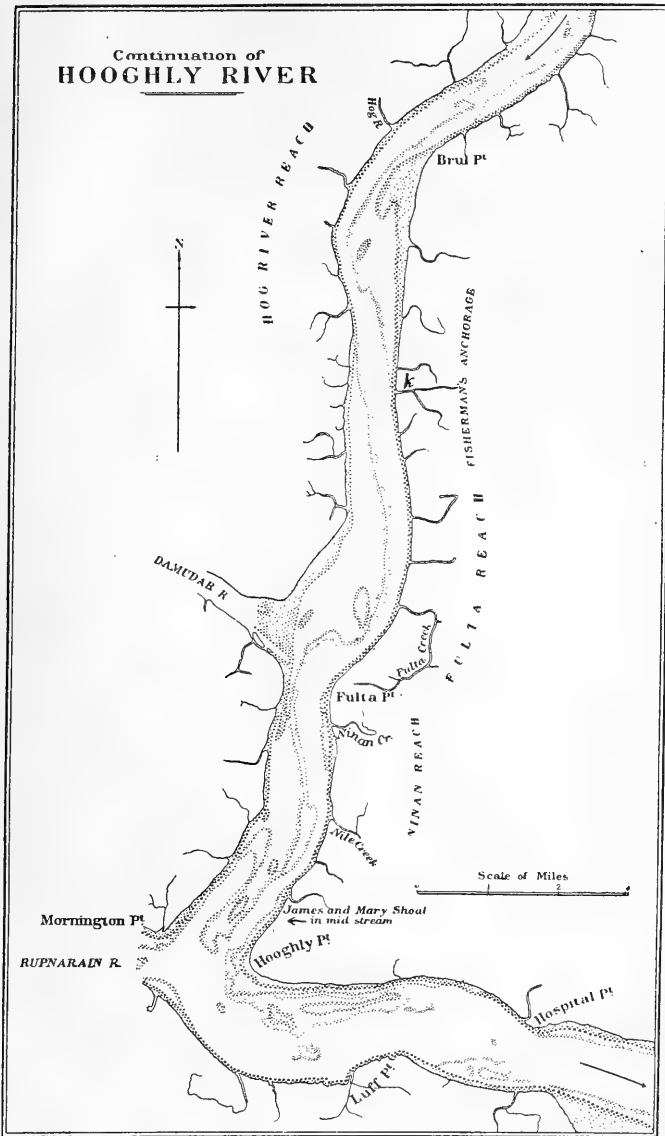 Continuation of
HOOGHLY RIVER
Hog R
Brul Pt.
HOG RIVER REACH
N
FISHERMAN'S ANCHORAGE
k
FULTA REACH
DAMUDAR R
Fulta Creek
Fulta Pt.
Ninan Cr.
NINAN REACH
Nile Creek
Scale of Miles
1 2
James and Mary Shoal
in mid stream
Mornington Pt.
RUPNARAIN R.
Hooghly Pt.
Hospital Pt.
Luff Pt.